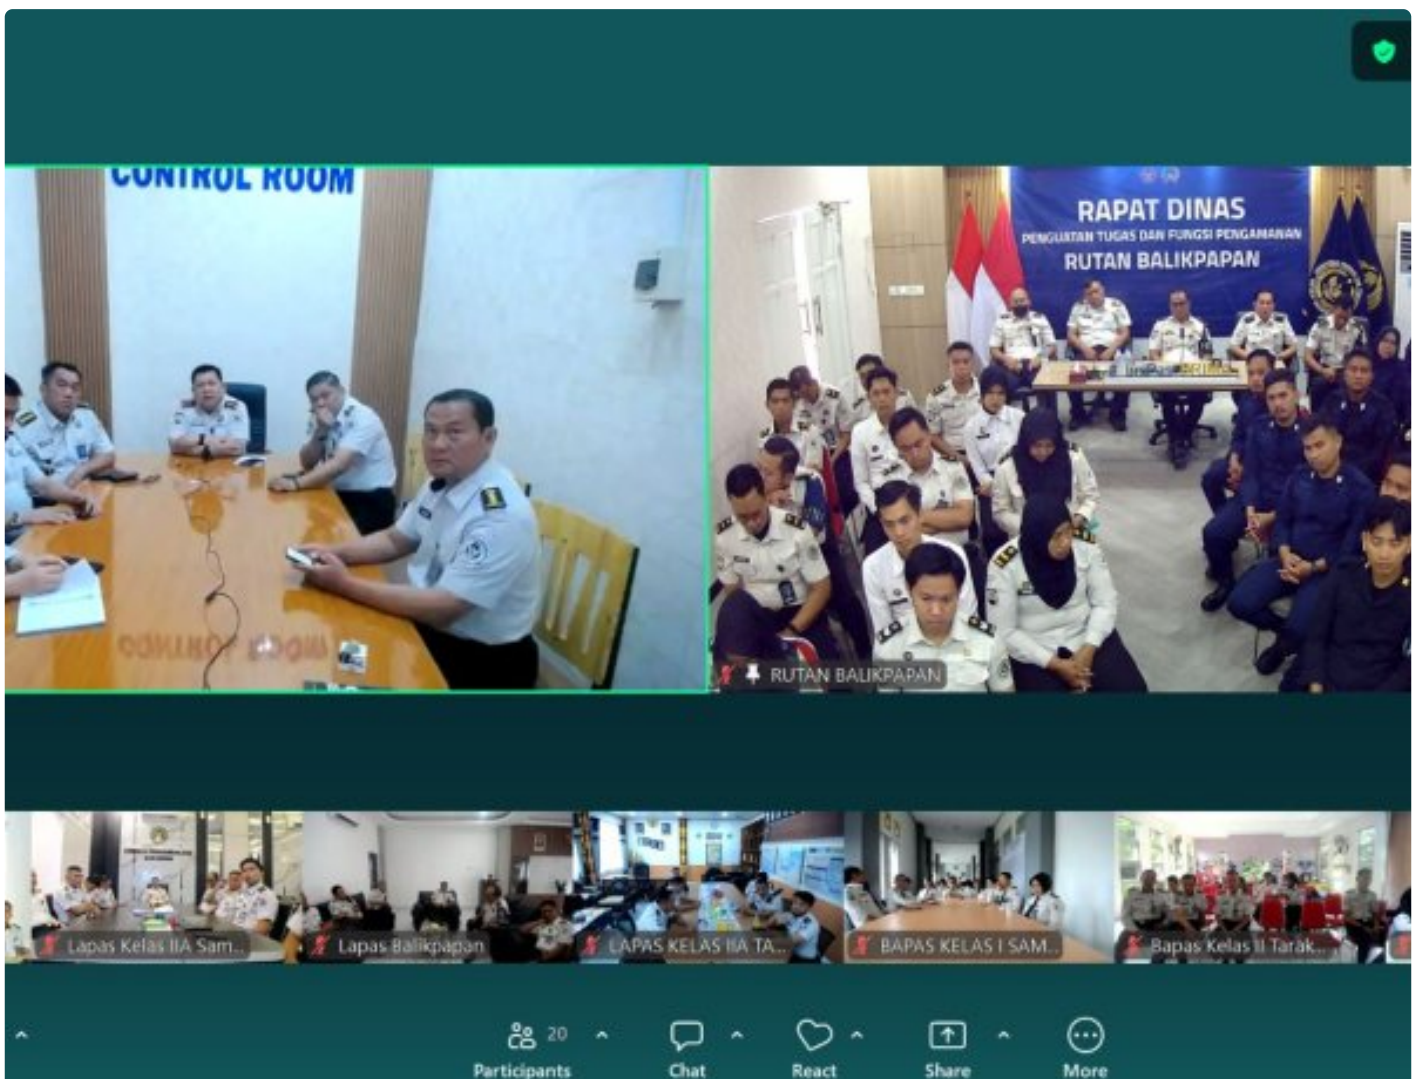 CONTROL ROOM
RAPAT DINAS
PENGUATAN TUGAS DAN FUNGSI PENGAMANAN
RUTAN BALIKPAPAN
RUTAN BALIKPAPAN
Lapas Kelas IIA Sam...
Lapas Balikpapan
LAPAS KELAS IIA TA...
BAPAS KELAS I SAM...
Bapas Kelas II Tarak...
20
Participants
Chat
React
Share
More